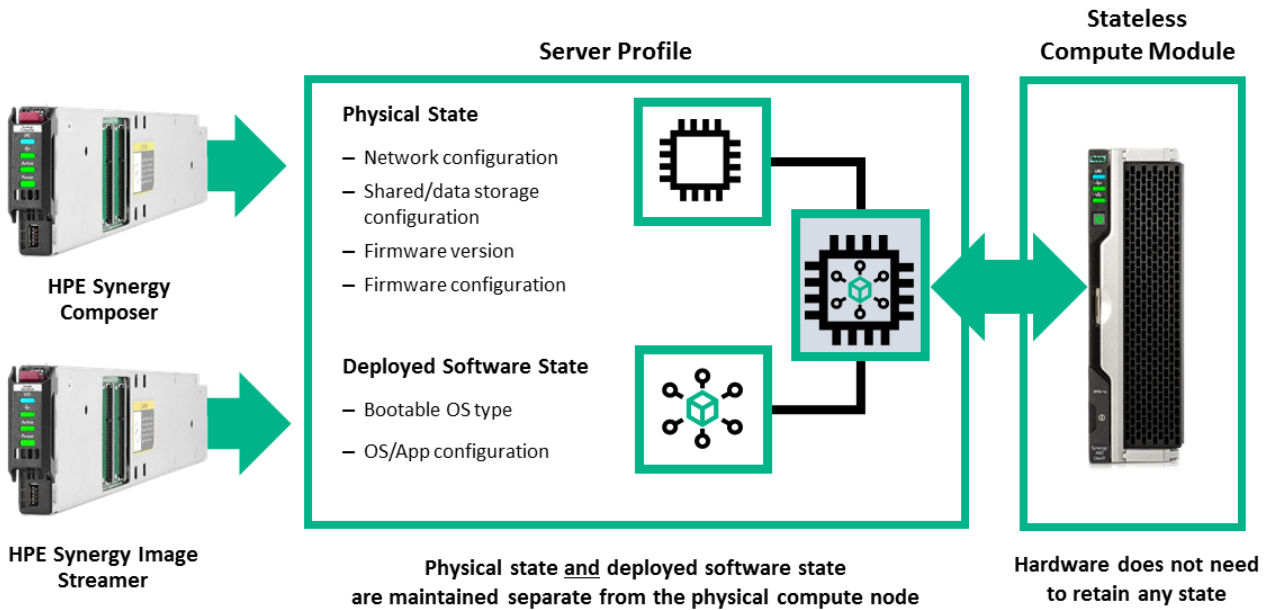 Server Profile
Stateless
Compute Module
HPE Synergy
Composer
Physical State
– Network configuration
– Shared/data storage
configuration
– Firmware version
– Firmware configuration
HPE Synergy Image
Streamer
Deployed Software State
– Bootable OS type
– OS/App configuration
Physical state and deployed software state
are maintained separate from the physical compute node
Hardware does not need
to retain any state